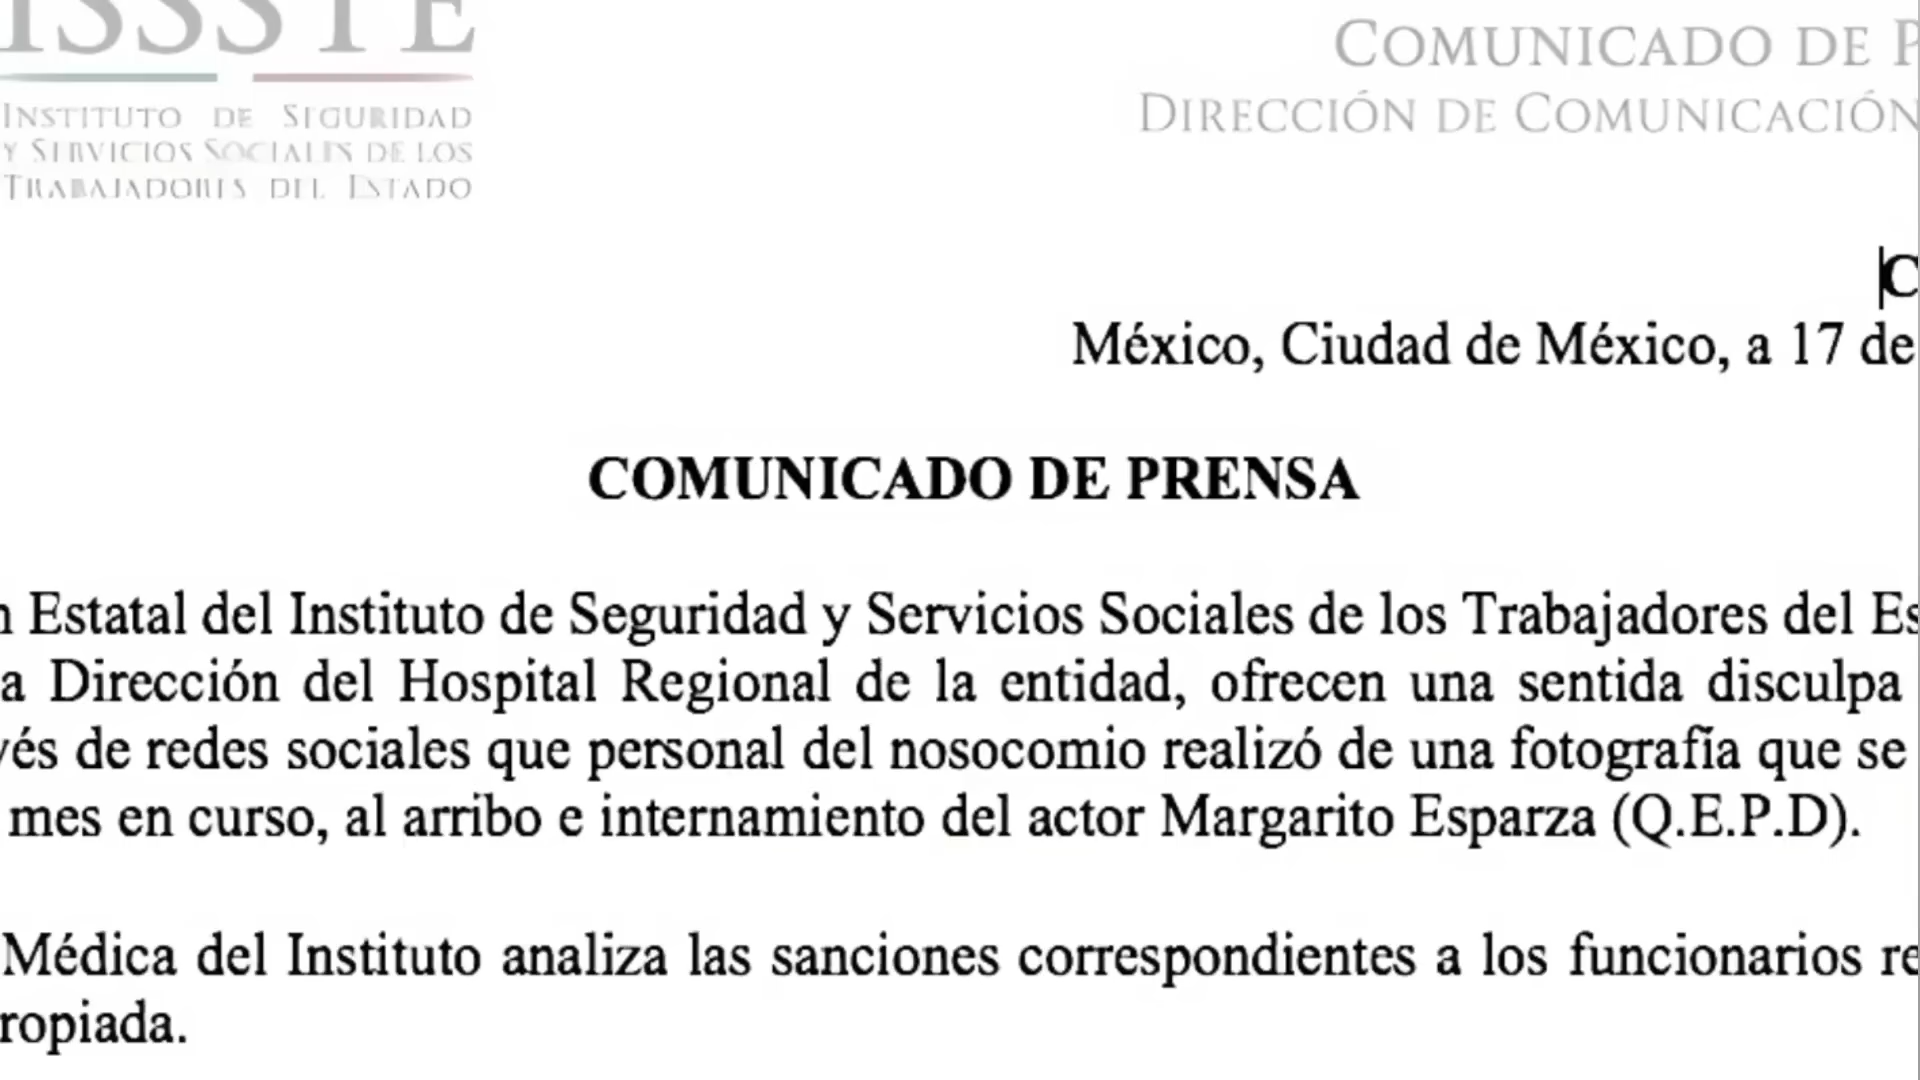 ISSSTE
INSTITUTO DE SEGURIDAD
Y SERVICIOS SOCIALES DE LOS
TRABAJADORES DEL ESTADO
COMUNICADO DE P
DIRECCIÓN DE COMUNICACIÓN
C
México, Ciudad de México, a 17 de
COMUNICADO DE PRENSA
n Estatal del Instituto de Seguridad y Servicios Sociales de los Trabajadores del Es
a Dirección del Hospital Regional de la entidad, ofrecen una sentida disculpa
vés de redes sociales que personal del nosocomio realizó de una fotografía que se
mes en curso, al arribo e internamiento del actor Margarito Esparza (Q.E.P.D).
Médica del Instituto analiza las sanciones correspondientes a los funcionarios re
ropiada.